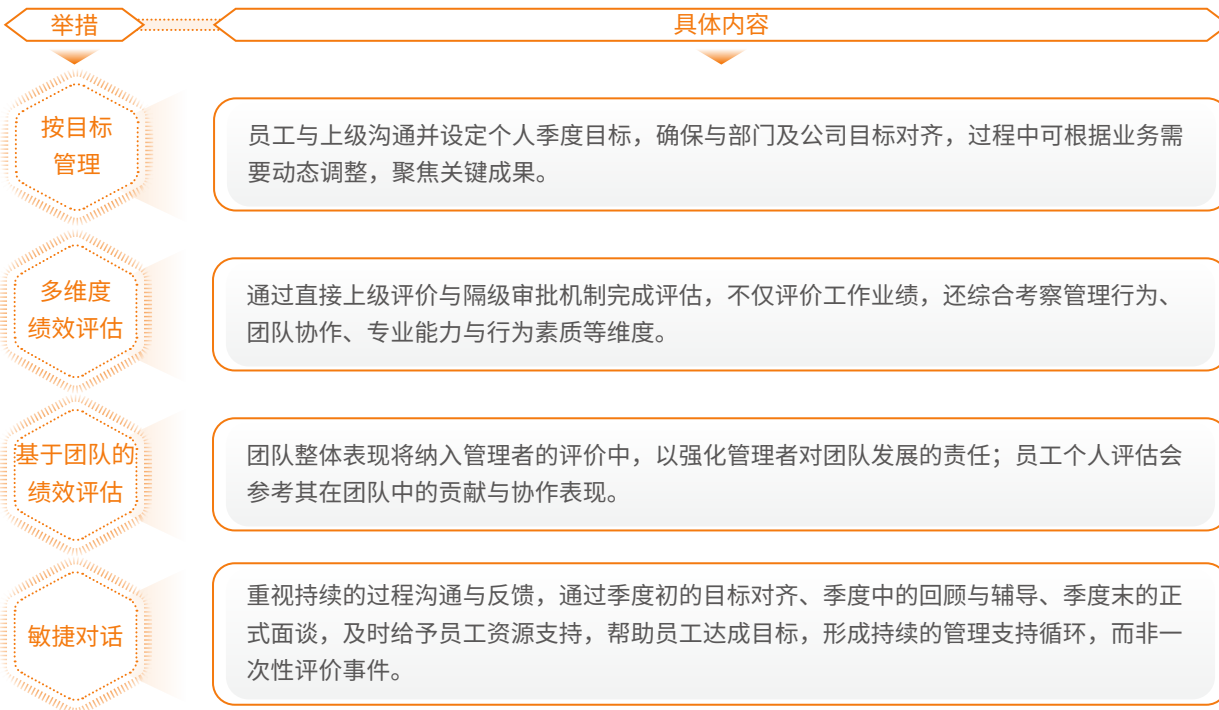 举措
具体内容
按目标
管理
员工与上级沟通并设定个人季度目标，确保与部门及公司目标对齐，过程中可根据业务需
要动态调整，聚焦关键成果。
多维度
绩效评估
通过直接上级评价与隔级审批机制完成评估，不仅评价工作业绩，还综合考察管理行为、
团队协作、专业能力与行为素质等维度。
基于团队的
绩效评估
团队整体表现将纳入管理者的评价中，以强化管理者对团队发展的责任；员工个人评估会
参考其在团队中的贡献与协作表现。
敏捷对话
重视持续的过程沟通与反馈，通过季度初的目标对齐、季度中的回顾与辅导、季度末的正
式面谈，及时给予员工资源支持，帮助员工达成目标，形成持续的管理支持循环，而非一
次性评价事件。